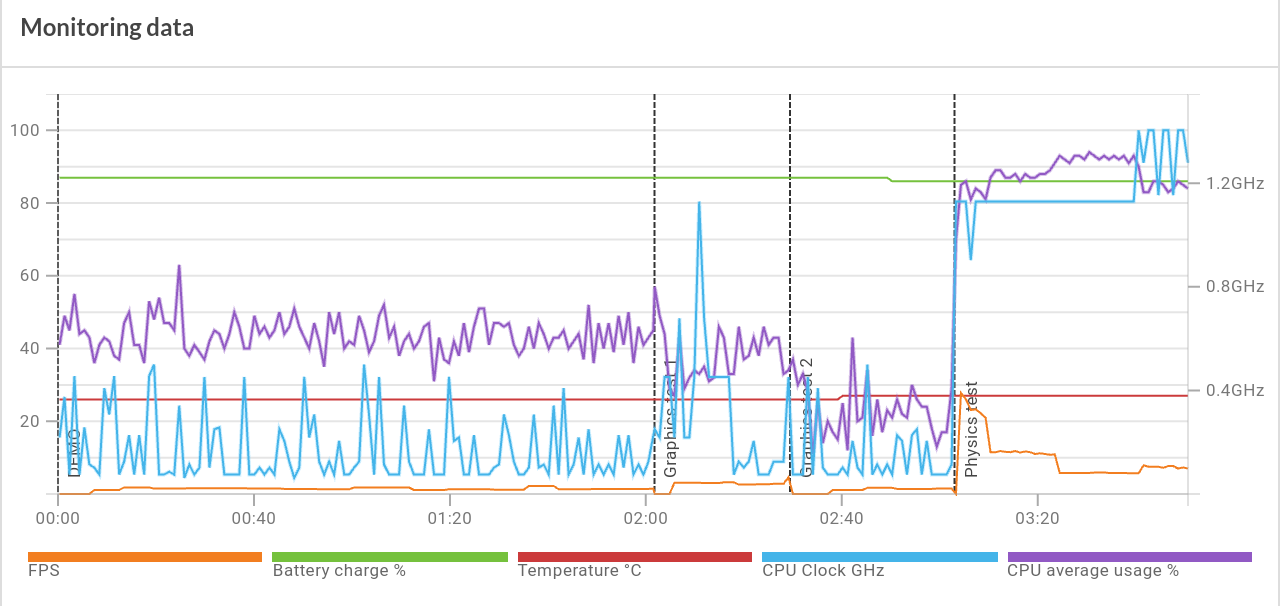 Monitoring data
100
80
60
40
20
1.2GHz
0.8GHz
0.4GHz
DEMO
Graphics test 1
Graphics test 2
Physics test
00:00 00:40 01:20 02:00 02:40 03:20
FPS Battery charge % Temperature °C CPU Clock GHz CPU average usage %